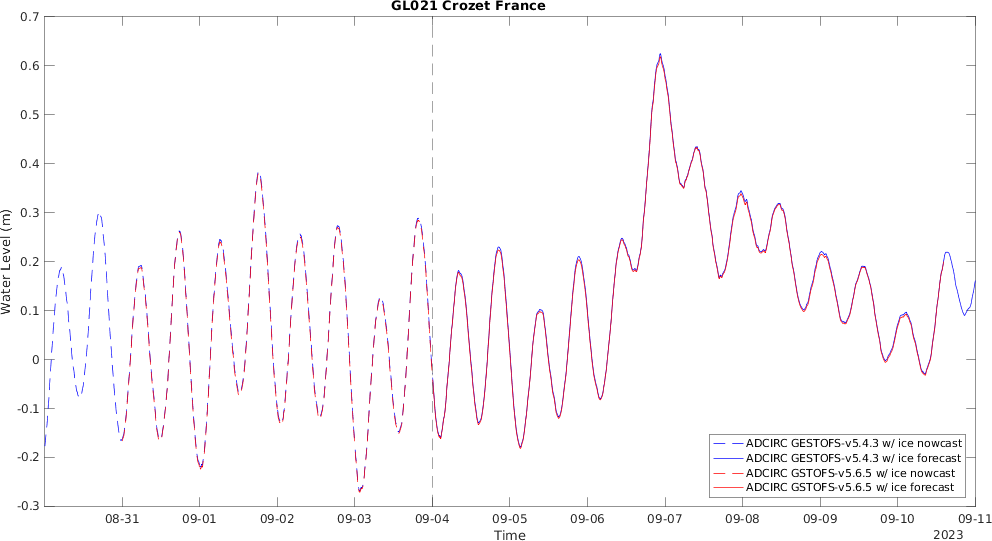 GL021 Crozet France
0.7
0.6
0.5
0.4
0.3
0.2
0.1
0
-0.1
-0.2
-0.3
Water Level (m)
ADCIRC GESTOFS-v5.4.3 w/ ice nowcast
ADCIRC GESTOFS-v5.4.3 w/ ice forecast
ADCIRC GSTOFS-v5.6.5 w/ ice nowcast
ADCIRC GSTOFS-v5.6.5 w/ ice forecast
08-31 09-01 09-02 09-03 09-04 09-05 09-06 09-07 09-08 09-09 09-10 09-11
Time
2023